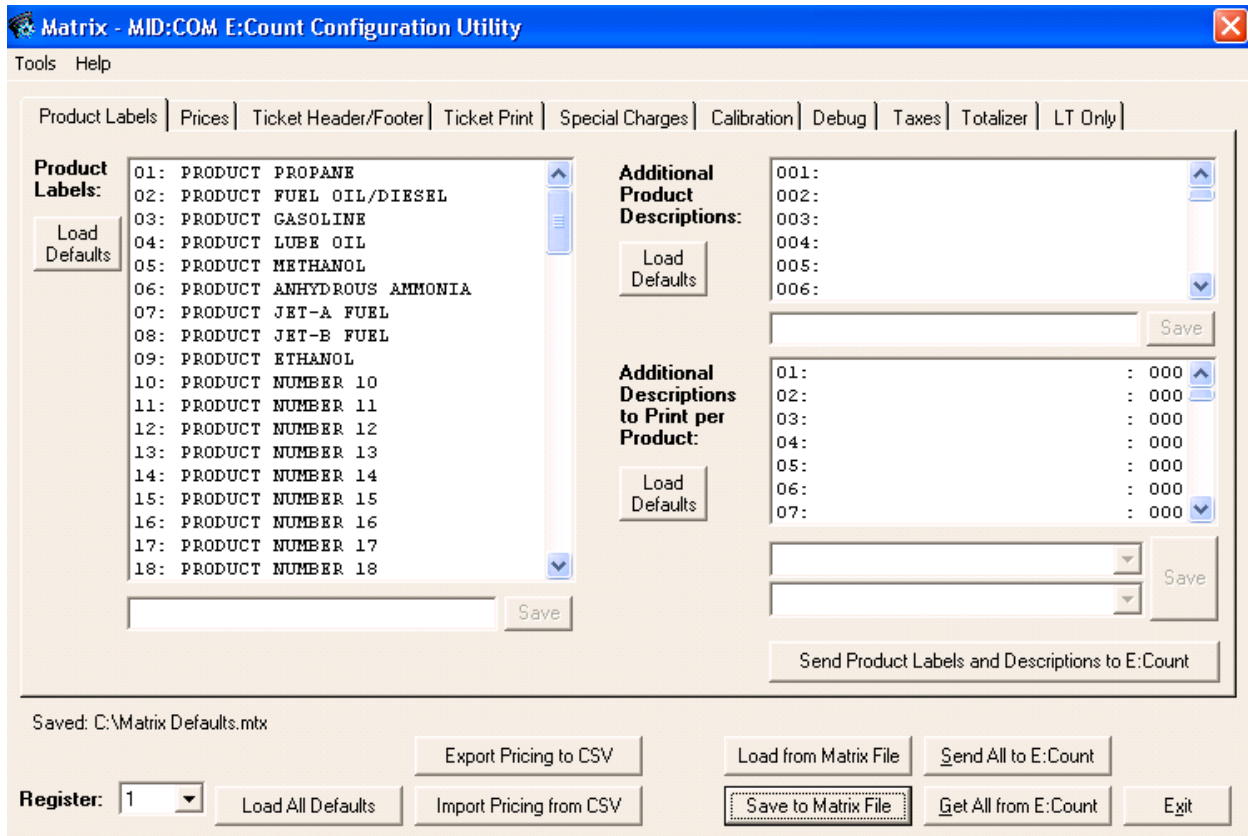 Matrix - MID:COM E:Count Configuration Utility
Tools Help
Product Labels Prices Ticket Header/Footer Ticket Print Special Charges Calibration Debug Taxes Totalizer LT Only
Product
Labels:
Load
Defaults
01: PRODUCT PROPANE
02: PRODUCT FUEL OIL/DIESEL
03: PRODUCT GASOLINE
04: PRODUCT LUBE OIL
05: PRODUCT METHANOL
06: PRODUCT ANHYDROUS AMMONIA
07: PRODUCT JET-A FUEL
08: PRODUCT JET-B FUEL
09: PRODUCT ETHANOL
10: PRODUCT NUMBER 10
11: PRODUCT NUMBER 11
12: PRODUCT NUMBER 12
13: PRODUCT NUMBER 13
14: PRODUCT NUMBER 14
15: PRODUCT NUMBER 15
16: PRODUCT NUMBER 16
17: PRODUCT NUMBER 17
18: PRODUCT NUMBER 18
Save
Additional
Product
Descriptions:
Load
Defaults
001:
002:
003:
004:
005:
006:
Save
Additional
Descriptions
to Print per
Product:
Load
Defaults
01: : 000
02: : 000
03: : 000
04: : 000
05: : 000
06: : 000
07: : 000
Save
Send Product Labels and Descriptions to E:Count
Saved: C:\Matrix Defaults.mtx
Export Pricing to CSV
Load from Matrix File
Send All to E:Count
Register: 1
Load All Defaults
Import Pricing from CSV
Save to Matrix File
Get All from E:Count
Exit